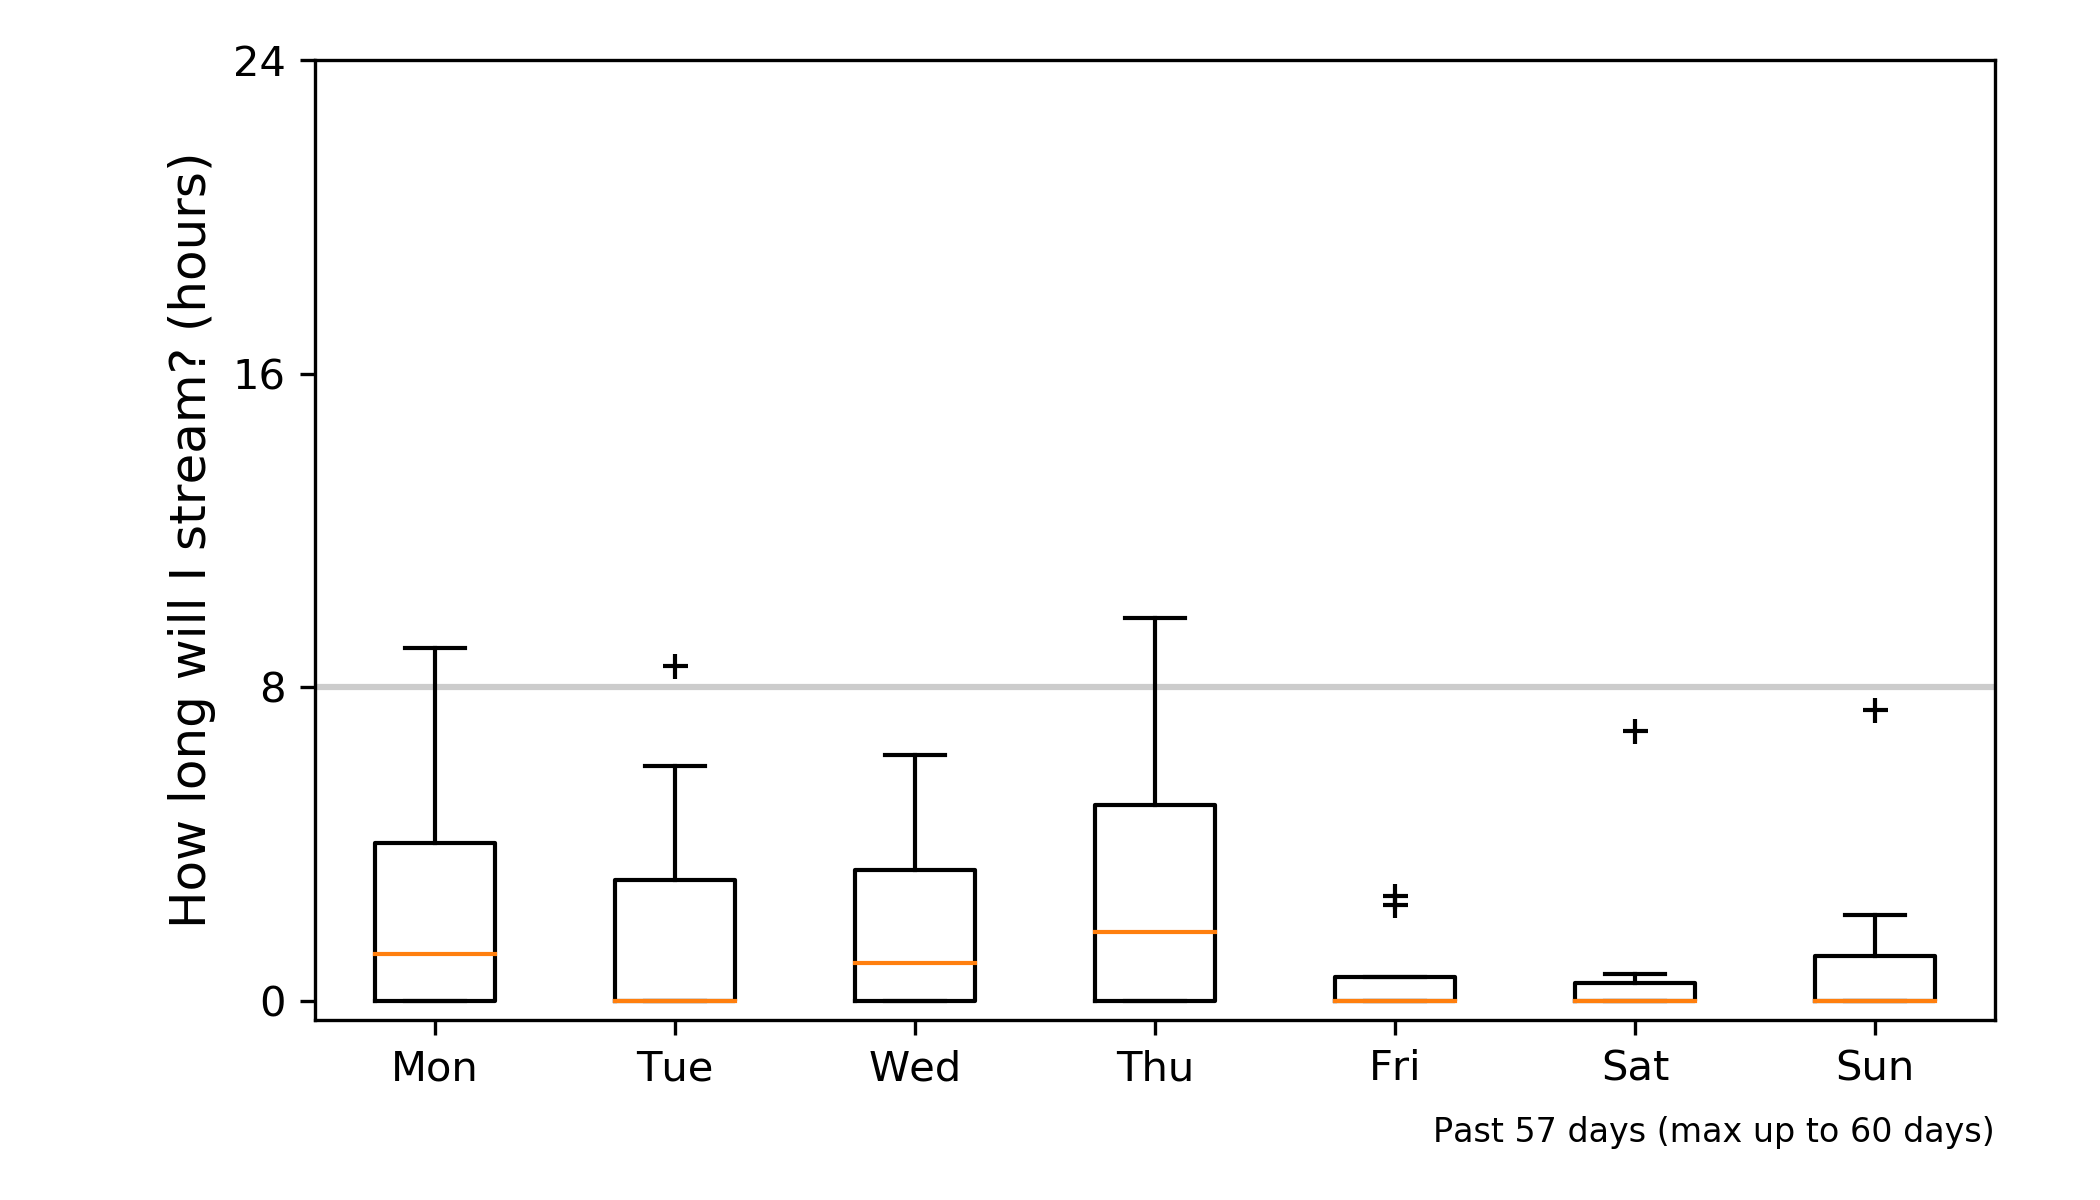 How long will I stream? (hours)
24
16
8
0
Mon Tue Wed Thu Fri Sat Sun
Past 57 days (max up to 60 days)